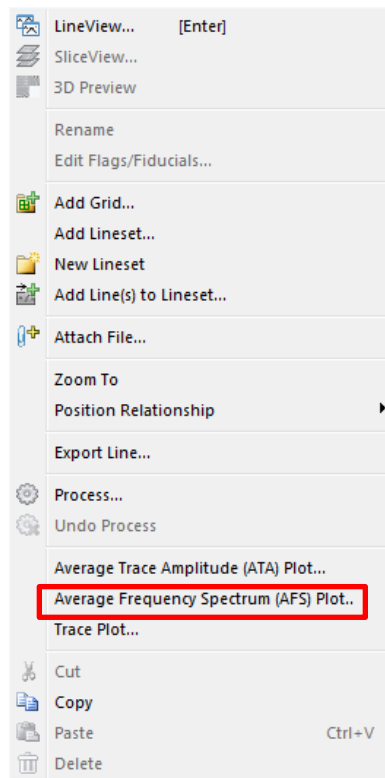 LineView... [Enter]
SliceView...
3D Preview
Rename
Edit Flags/Fiducials...
Add Grid...
Add Lineset...
New Lineset
Add Line(s) to Lineset...
Attach File...
Zoom To
Position Relationship
Export Line...
Process...
Undo Process
Average Trace Amplitude (ATA) Plot...
Average Frequency Spectrum (AFS) Plot..
Trace Plot...
Cut
Copy
Paste Ctrl+V
Delete